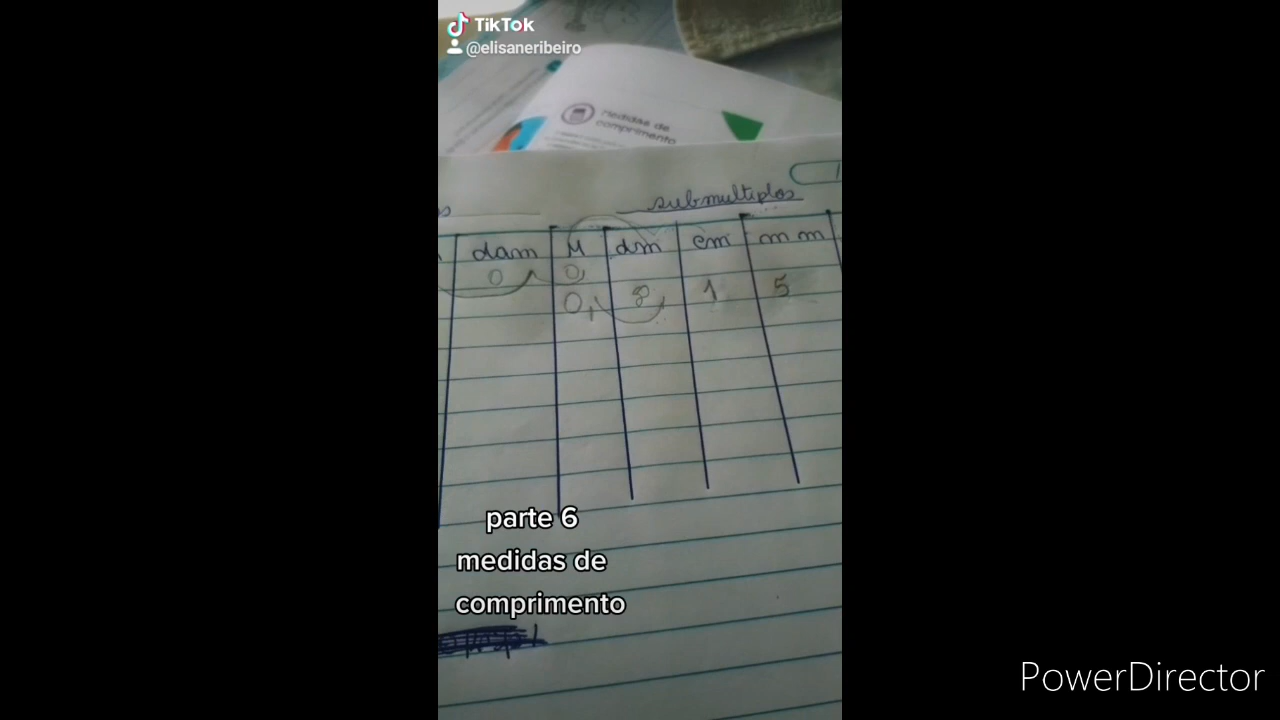 TikTok
@elisaneribeiro
Medidas de
comprimento
submultiplos
dam M dm cm mm
0 0,
0, 8 1 5
parte 6
medidas de
comprimento
PowerDirector